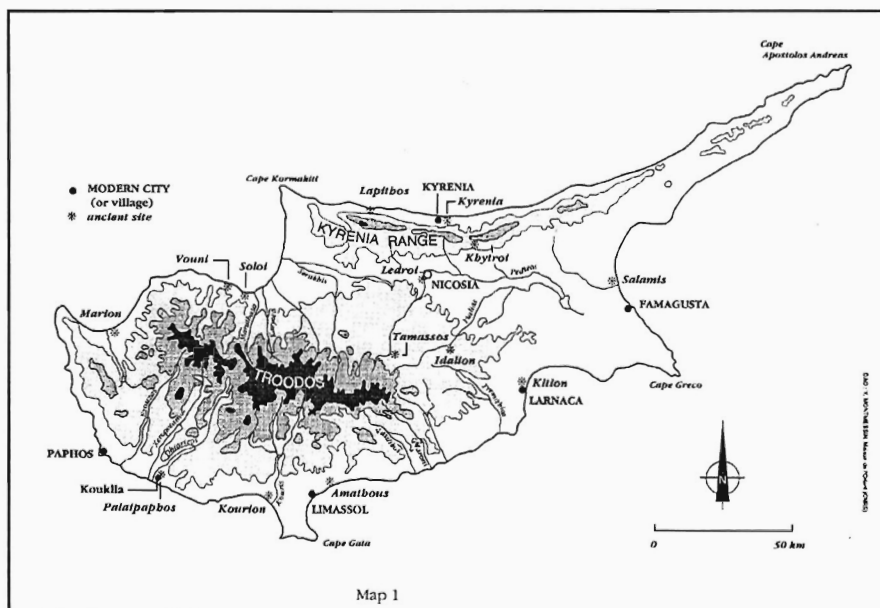 Cape
Apostolos Andreas
Cape Kormakiti
● MODERN CITY
(or village)
✳ ancient site
Lapithos
KYRENIA
Kyrenia
KYRENIA RANGE
Khytroi
Vouni
Soloi
Serakhis
Ledroi
NICOSIA
Pedieos
Salamis
FAMAGUSTA
Marion
Tamassos
Idalion
TROODOS
Kition
LARNACA
Cape Greco
PAPHOS
Kouklia
Palaipaphos
Kourion
Amathous
LIMASSOL
Cape Gata
N
0 50 km
Map 1